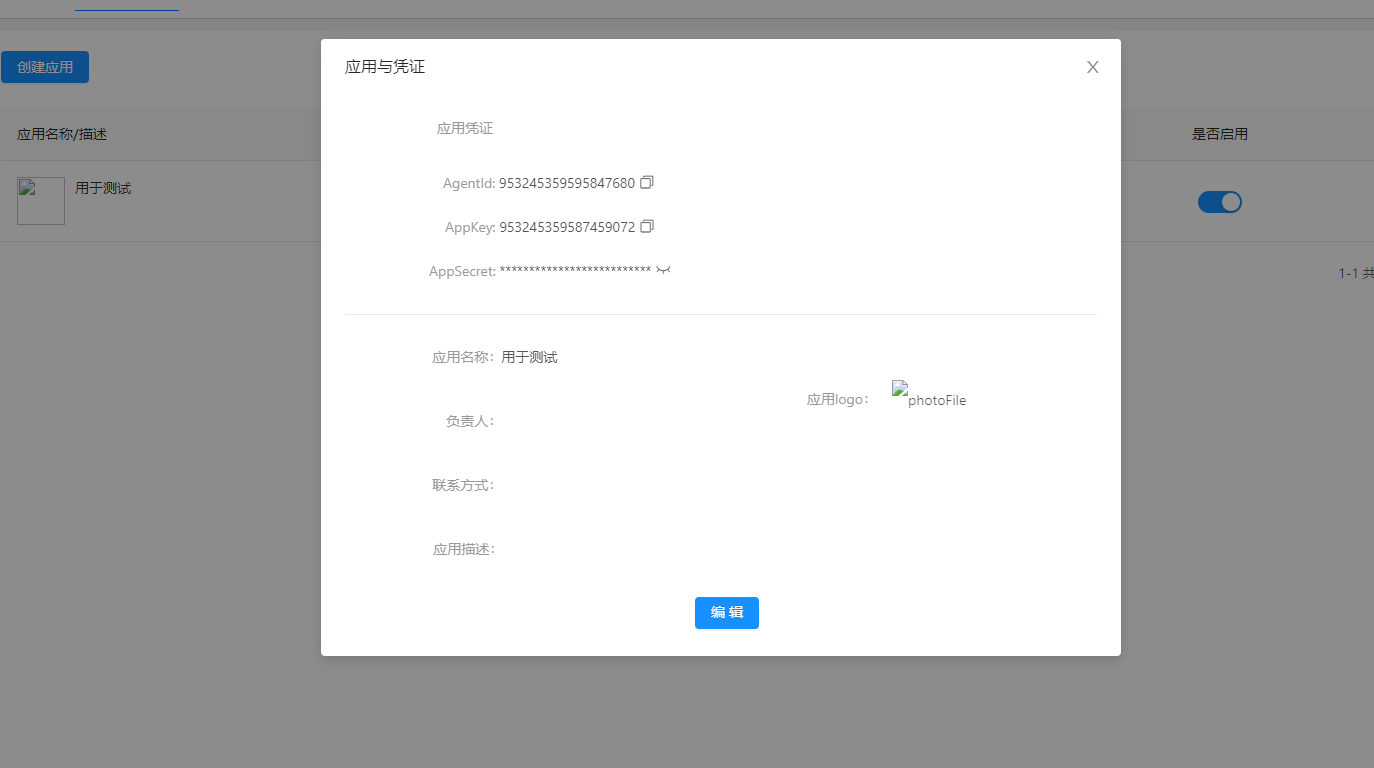 创建应用
应用名称/描述
是否启用
用于测试
1-1 共
应用与凭证
应用凭证
AgentId: 953245359595847680
AppKey: 953245359587459072
AppSecret: **************************
应用名称: 用于测试
应用logo: photoFile
负责人:
联系方式:
应用描述:
编 辑